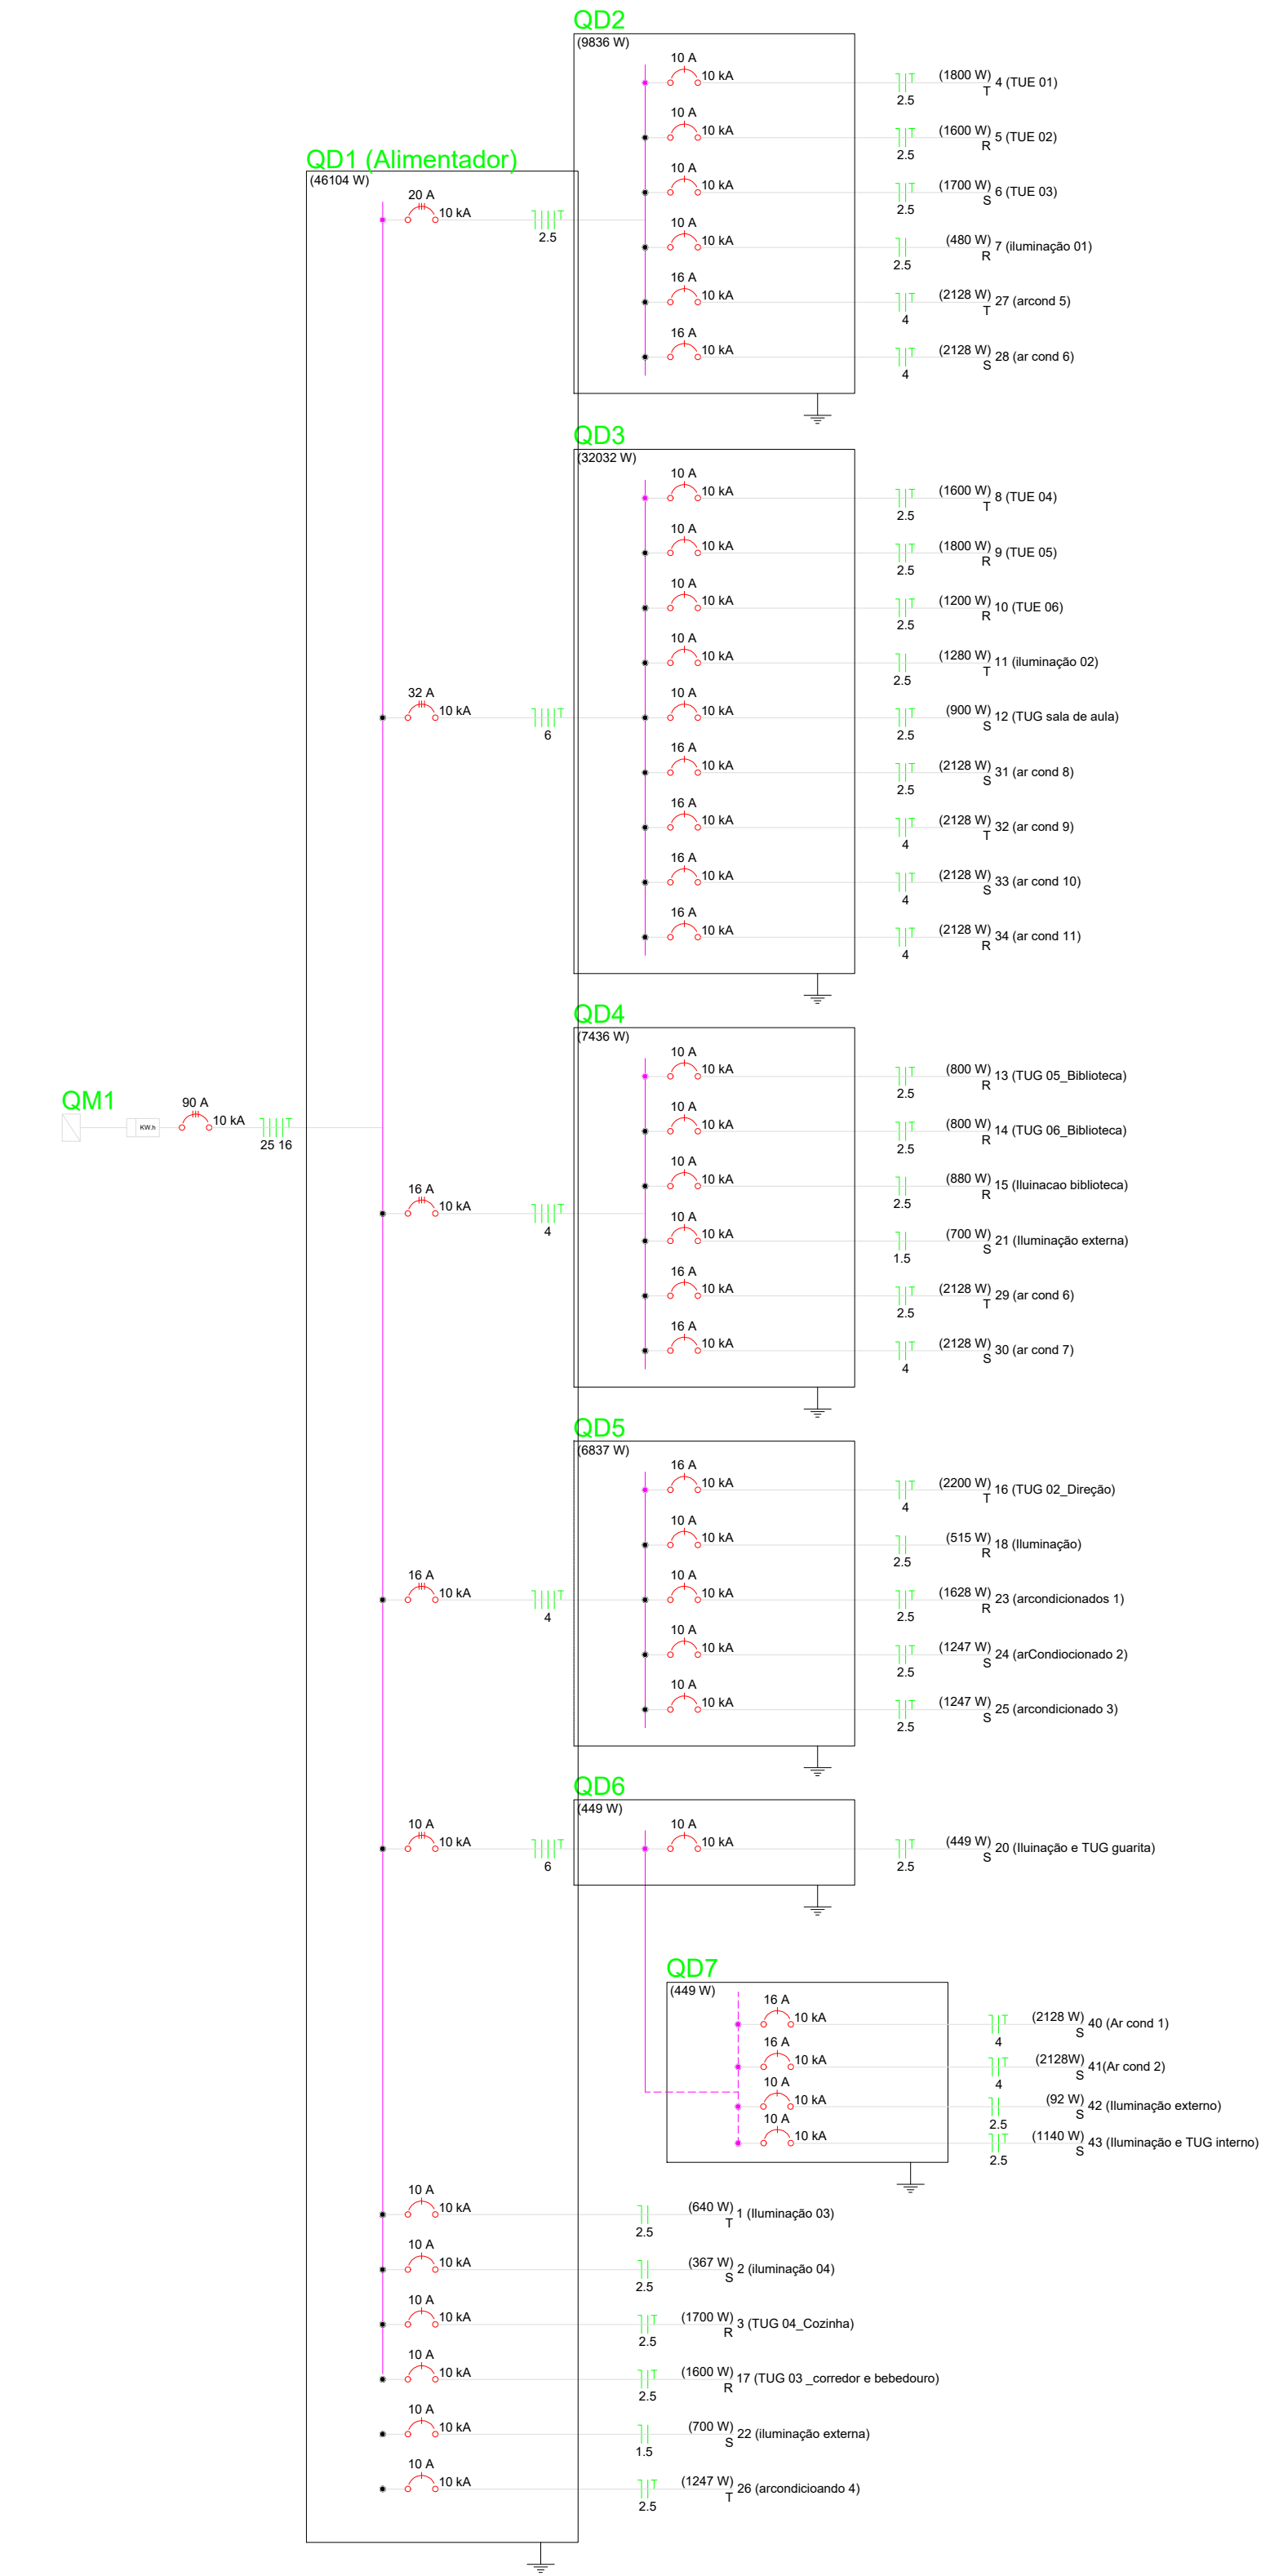 QD2
(9836 W)
10 A
10 kA
2.5
(1800 W)
T
4 (TUE 01)
10 A
10 kA
2.5
(1600 W)
R
5 (TUE 02)
10 A
10 kA
2.5
(1700 W)
S
6 (TUE 03)
10 A
10 kA
2.5
(480 W)
R
7 (iluminação 01)
16 A
10 kA
4
(2128 W)
T
27 (arcond 5)
16 A
10 kA
4
(2128 W)
S
28 (ar cond 6)
QD1 (Alimentador)
(46104 W)
20 A
10 kA
T
2.5
QD3
(32032 W)
10 A
10 kA
2.5
(1600 W)
T
8 (TUE 04)
10 A
10 kA
2.5
(1800 W)
R
9 (TUE 05)
10 A
10 kA
2.5
(1200 W)
R
10 (TUE 06)
10 A
10 kA
2.5
(1280 W)
T
11 (iluminação 02)
10 A
10 kA
2.5
(900 W)
S
12 (TUG sala de aula)
16 A
10 kA
2.5
(2128 W)
S
31 (ar cond 8)
16 A
10 kA
4
(2128 W)
T
32 (ar cond 9)
16 A
10 kA
4
(2128 W)
S
33 (ar cond 10)
16 A
10 kA
4
(2128 W)
R
34 (ar cond 11)
32 A
10 kA
T
6
QM1
KW.h
90 A
10 kA
T
25 16
QD4
(7436 W)
10 A
10 kA
2.5
(800 W)
R
13 (TUG 05_Biblioteca)
10 A
10 kA
2.5
(800 W)
R
14 (TUG 06_Biblioteca)
10 A
10 kA
2.5
(880 W)
R
15 (Iluinacao biblioteca)
10 A
10 kA
1.5
(700 W)
S
21 (Iluminação externa)
16 A
10 kA
2.5
(2128 W)
T
29 (ar cond 6)
16 A
10 kA
4
(2128 W)
S
30 (ar cond 7)
16 A
10 kA
T
4
QD5
(6837 W)
16 A
10 kA
4
(2200 W)
T
16 (TUG 02_Direção)
10 A
10 kA
2.5
(515 W)
R
18 (Iluminação)
10 A
10 kA
2.5
(1628 W)
R
23 (arcondicionados 1)
10 A
10 kA
2.5
(1247 W)
S
24 (arCondiocionado 2)
10 A
10 kA
2.5
(1247 W)
S
25 (arcondicionado 3)
16 A
10 kA
T
4
QD6
(449 W)
10 A
10 kA
T
6
10 A
10 kA
2.5
(449 W)
S
20 (Iluinação e TUG guarita)
QD7
(449 W)
16 A
10 kA
4
(2128 W)
S
40 (Ar cond 1)
16 A
10 kA
4
(2128W)
S
41(Ar cond 2)
10 A
10 kA
2.5
(92 W)
S
42 (Iluminação externo)
10 A
10 kA
2.5
(1140 W)
S
43 (Iluminação e TUG interno)
10 A
10 kA
2.5
(640 W)
T
1 (Iluminação 03)
10 A
10 kA
2.5
(367 W)
S
2 (iluminação 04)
10 A
10 kA
2.5
(1700 W)
R
3 (TUG 04_Cozinha)
10 A
10 kA
2.5
(1600 W)
R
17 (TUG 03 _corredor e bebedouro)
10 A
10 kA
1.5
(700 W)
S
22 (iluminação externa)
10 A
10 kA
2.5
(1247 W)
T
26 (arcondicioando 4)